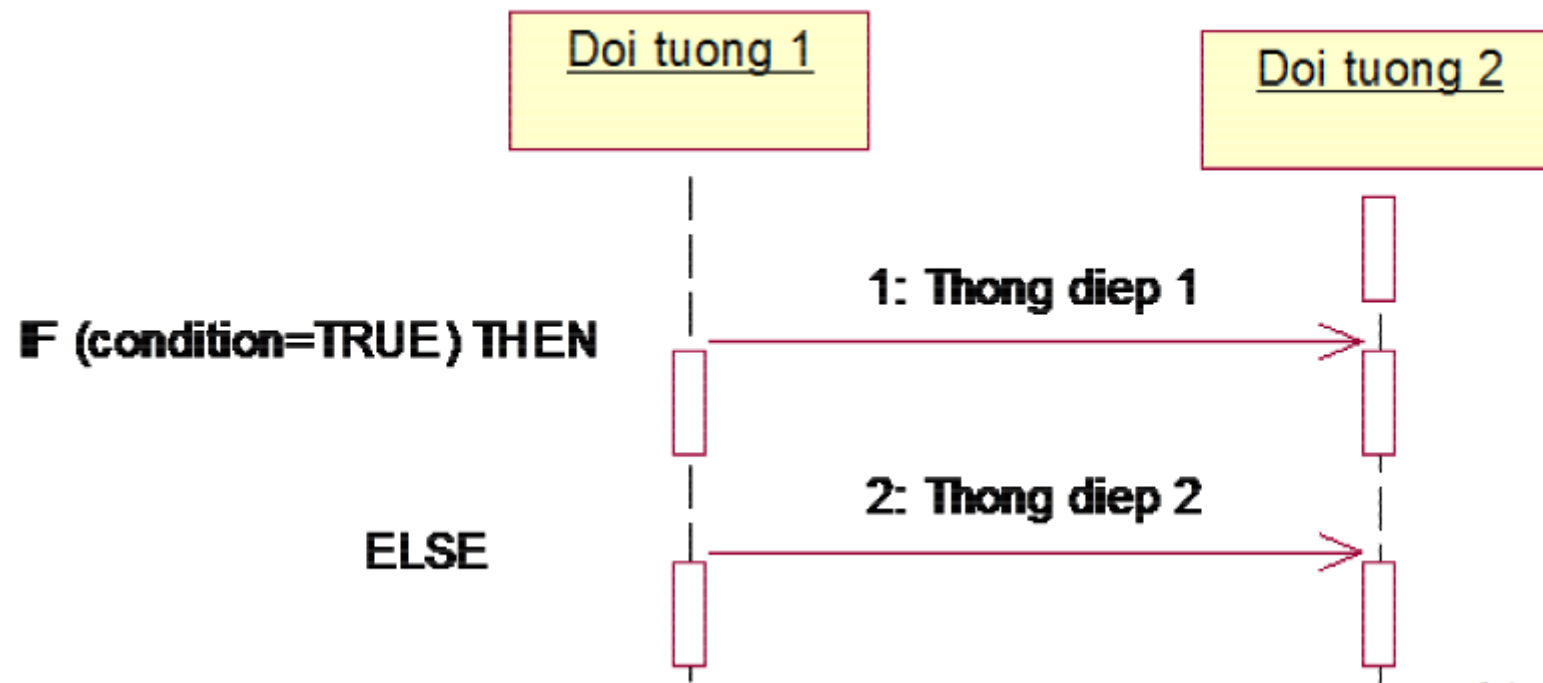 Doi tuong 1
Doi tuong 2
1: Thong diep 1
IF (condition=TRUE) THEN
2: Thong diep 2
ELSE